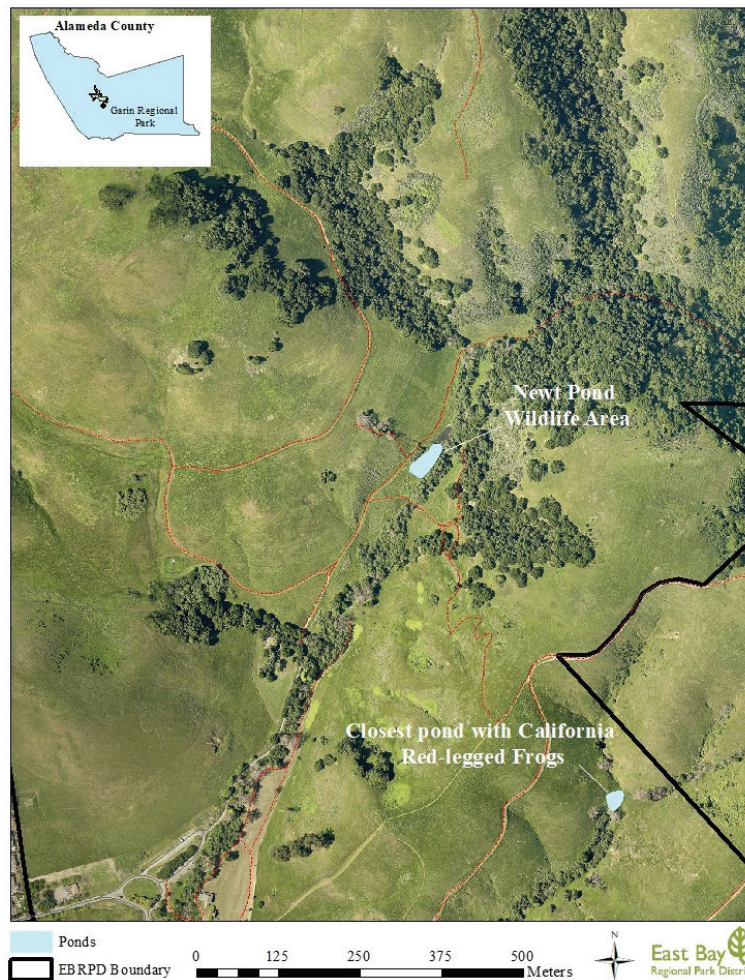 Alameda County
Garin Regional
Park
Newt Pond
Wildlife Area
Closest pond with California
Red-legged Frogs
Ponds
EBRPD Boundary
0 125 250 375 500
Meters
N
East Bay
Regional Park